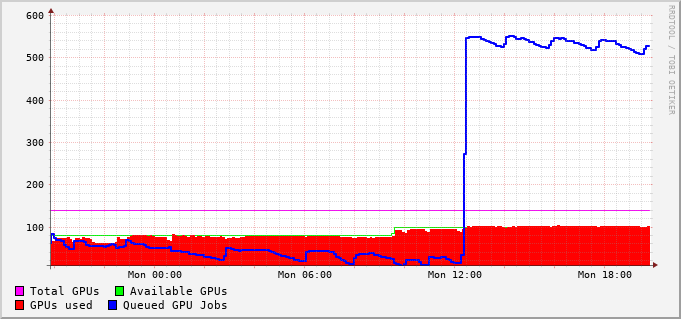 600
500
400
300
200
100
Mon 00:00 Mon 06:00 Mon 12:00 Mon 18:00
Total GPUs Available GPUs
GPUs used Queued GPU Jobs
RRDTOOL / TOBI OETIKER